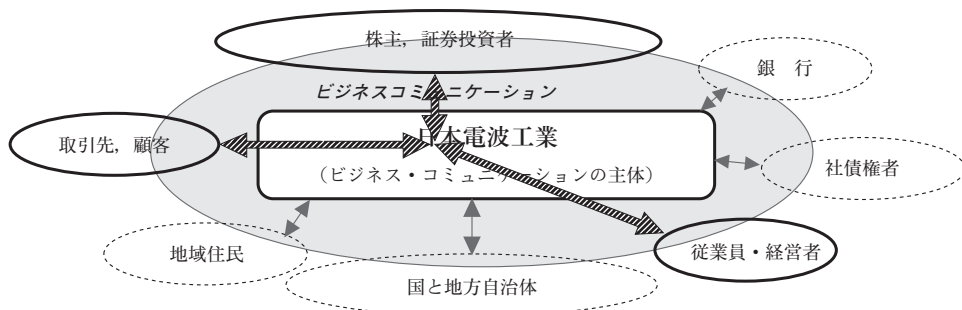 株主，証券投資者
銀　行
ビジネスコミュニケーション
日本電波工業
取引先，顧客
（ビジネス・コミュニケーションの主体）
社債権者
地域住民
従業員・経営者
国と地方自治体